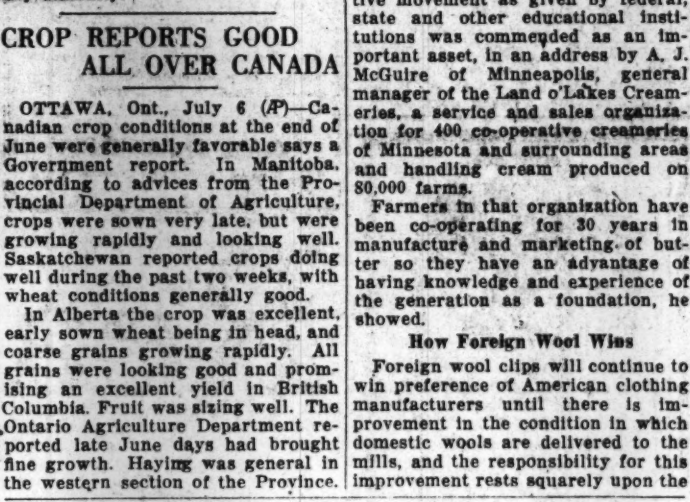 CROP REPORTS GOOD
ALL OVER CANADA
OTTAWA, Ont., July 6 (AP)—Ca-
nadian crop conditions at the end of
June were generally favorable says a
Government report. In Manitoba,
according to advices from the Pro-
vincial Department of Agriculture,
crops were sown very late, but were
growing rapidly and looking well.
Saskatchewan reported crops doing
well during the past two weeks, with
wheat conditions generally good.
In Alberta the crop was excellent,
early sown wheat being in head, and
coarse grains growing rapidly. All
grains were looking good and prom-
ising an excellent yield in British
Columbia. Fruit was sizing well. The
Ontario Agriculture Department re-
ported late June days had brought
fine growth. Haying was general in
the western section of the Province.
tive movement as given by federal,
state and other educational insti-
tutions was commended as an im-
portant asset, in an address by A. J.
McGuire of Minneapolis, general
manager of the Land o'Lakes Cream-
eries, a service and sales organiza-
tion for 400 co-operative creameries
of Minnesota and surrounding areas
and handling cream produced on
80,000 farms.
Farmers in that organization have
been co-operating for 30 years in
manufacture and marketing of but-
ter so they have an advantage of
having knowledge and experience of
the generation as a foundation, he
showed.
How Foreign Wool Wins
Foreign wool clips will continue to
win preference of American clothing
manufacturers until there is im-
provement in the condition in which
domestic wools are delivered to the
mills, and the responsibility for this
improvement rests squarely upon the